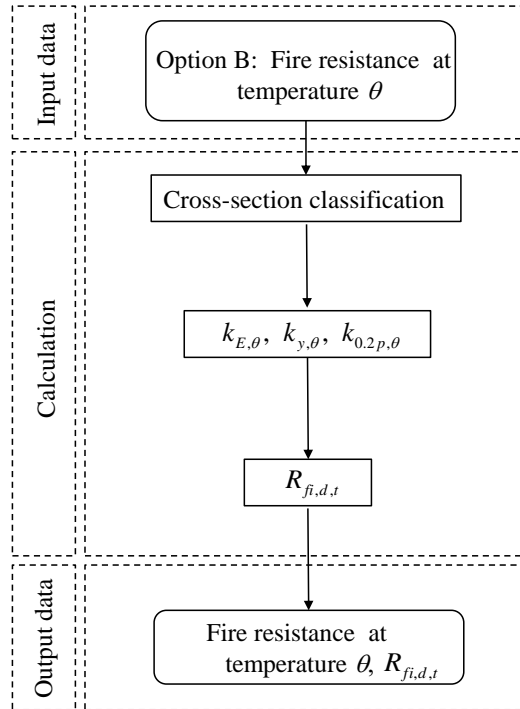 Input data
Option B: Fire resistance at
temperature θ
Calculation
Cross-section classification
k_{E,θ}, k_{y,θ}, k_{0.2p,θ}
R_{fi,d,t}
Output data
Fire resistance at
temperature θ, R_{fi,d,t}